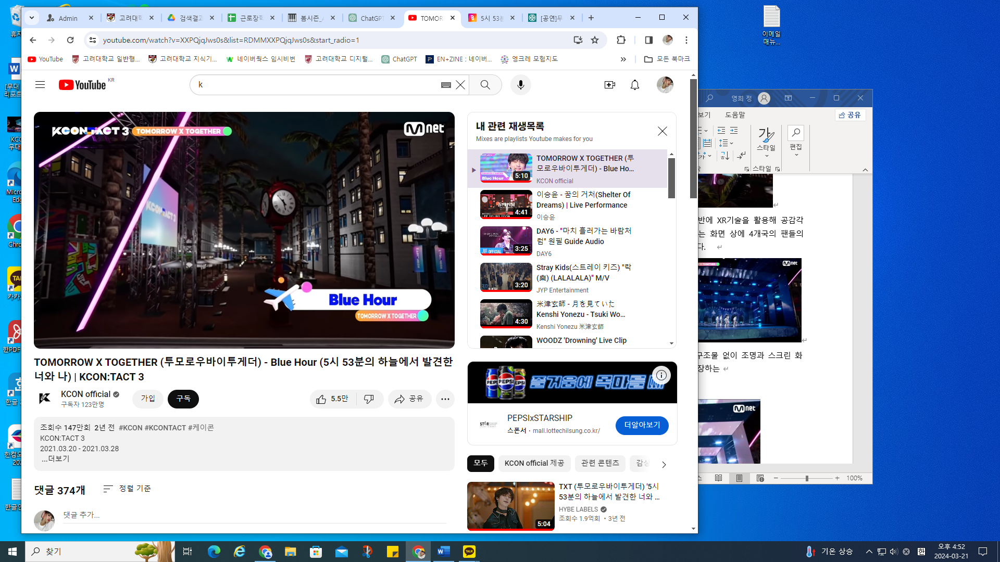 Admin
고려대학
검색결과
근로장학
봄시즌_A
ChatGPT
TOMOR
5시 53분
[공연]무
youtube.com/watch?v=XXPQjqJws0s&list=RDMMXXPQjqJws0s&start_radio=1
YouTube
고려대학교 일반행...
고려대학교 지식기...
네이버웍스 임시비번
고려대학교 디지털...
ChatGPT
EN+ZINE : 네이버...
엥크레 모험지도
모든 북마크
YouTube KR
k
KCON:TACT 3 TOMORROW X TOGETHER
Mnet
KCON:TACT 3
Blue Hour
TOMORROW X TOGETHER
TOMORROW X TOGETHER (투모로우바이투게더) - Blue Hour (5시 53분의 하늘에서 발견한
너와 나) | KCON:TACT 3
KCON official
구독자 123만명
가입
구독
5.5만
공유
조회수 147만회 2년 전 #KCON #KCONTACT #케이콘
KCON:TACT 3
2021.03.20 - 2021.03.28
...더보기
댓글 374개
정렬 기준
댓글 추가...
내 관련 재생목록
Mixes are playlists Youtube makes for you
TOMORROW X TOGETHER (투
모로우바이투게더) - Blue Ho...
KCON official
Blue Hour
5:10
이승윤 - 꿈의 거처(Shelter Of
Dreams) | Live Performance
이승윤
4:41
DAY6 - "마치 흘러가는 바람처
럼" 원필 Guide Audio
DAY6
3:25
Stray Kids(스트레이 키즈) "락
(樂) (LALALALA)" M/V
JYP Entertainment
3:20
米津玄師 - 月を見ていた
Kenshi Yonezu - Tsuki Wo...
Kenshi Yonezu 米津玄師
4:30
WOODZ 'Drowning' Live Clip
PEPSI
즐거움에 목마를 때
STARSHIP
PEPSIxSTARSHIP
스폰서 · mall.lottechilsung.co.kr/
더알아보기
모두
KCON official 제공
관련 콘텐츠
감상
TXT (투모로우바이투게더) '5시
53분의 하늘에서 발견한 너와 ...
HYBE LABELS
조회수 1.9억회 · 3년 전
5:04
영희 정
보기
도움말
공유
가
스타일
편집
스타일
반에 XR기술을 활용해 공감각
는 화면 상에 4개국의 팬들의
다.
Mnet
구조물 없이 조명과 스크린 화
장하는
Mnet
100%
이메일
매뉴...
휴지
[무대
리포트
KCO
무대
Micro
Edg
Chro
TAL
카카
한PDF
한글 2
한컴오
202
한글인
찾기
TALK
기온 상승
한
오후 4:52
2024-03-21